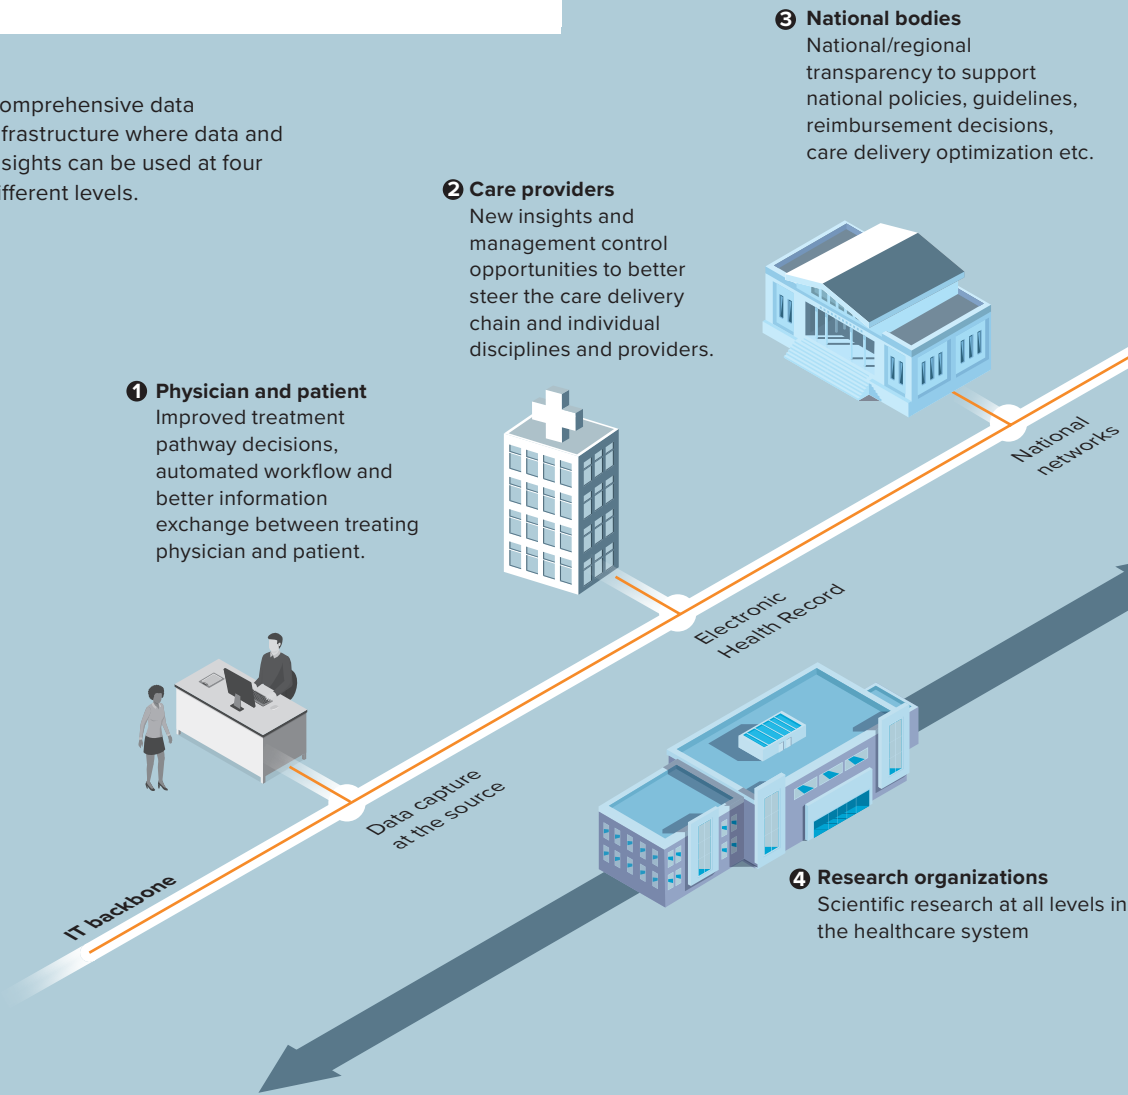 omprehensive data
frastructure where data and
sights can be used at four
ifferent levels.
3 National bodies
National/regional
transparency to support
national policies, guidelines,
reimbursement decisions,
care delivery optimization etc.
2 Care providers
New insights and
management control
opportunities to better
steer the care delivery
chain and individual
disciplines and providers.
1 Physician and patient
Improved treatment
pathway decisions,
automated workflow and
better information
exchange between treating
physician and patient.
National
networks
Electronic
Health Record
Data capture
at the source
IT backbone
4 Research organizations
Scientific research at all levels in
the healthcare system